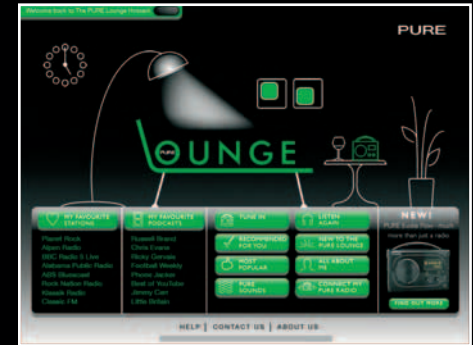 Welcome back to The PURE Lounge
PURE
PURE
LOUNGE
MY FAVOURITE
STATIONS
Planet Rock
Alpen Radio
BBC Radio 5 Live
Alabama Public Radio
ABS Bluescast
Rock Nation Radio
Klassik Radio
Classic FM
MY FAVOURITE
PODCASTS
Russell Brand
Chris Evans
Ricky Gervais
Football Weekly
Phone Jacker
Best of YouTube
Jimmy Carr
Little Britain
TUNE IN
RECOMMENDED
FOR YOU
MOST
POPULAR
PURE
SOUNDS
LISTEN
AGAIN
NEW TO THE
PURE LOUNGE
ALL ABOUT
ME
CONNECT MY
PURE RADIO
NEW!
PURE
more than just a radio
FIND OUT MORE
HELP | CONTACT US | ABOUT US